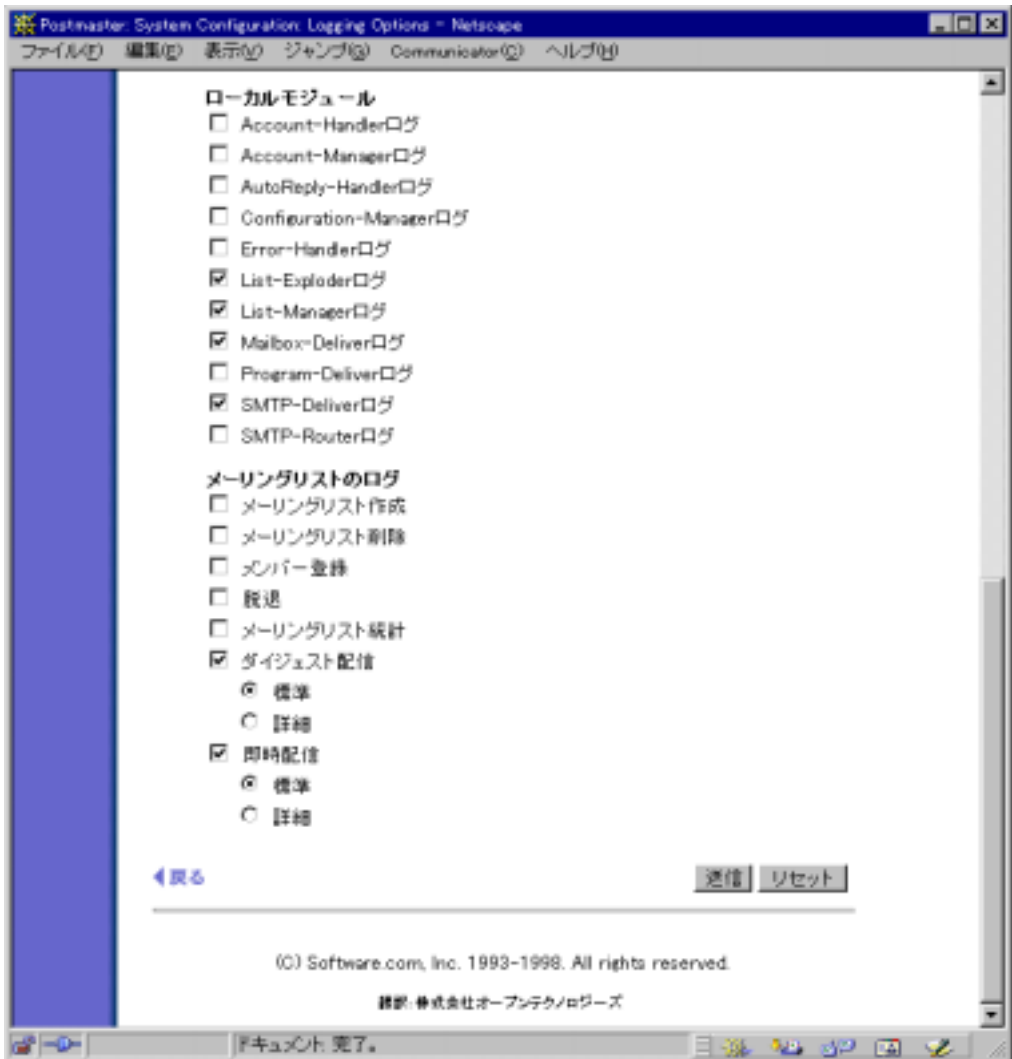 Postmaster: System Configuration: Logging Options - Netscape
ファイル(F) 編集(E) 表示(V) ジャンプ(G) Communicator(C) ヘルプ(H)
ローカルモジュール
Account-Handlerログ
Account-Managerログ
AutoReply-Handlerログ
Configuration-Managerログ
Error-Handlerログ
List-Exploderログ
List-Managerログ
Mailbox-Deliverログ
Program-Deliverログ
SMTP-Deliverログ
SMTP-Routerログ
メーリングリストのログ
メーリングリスト作成
メーリングリスト削除
メンバー登録
脱退
メーリングリスト統計
ダイジェスト配信
標準
詳細
即時配信
標準
詳細
戻る 送信 リセット
(C) Software.com, Inc. 1993-1998. All rights reserved.
翻訳: 株式会社オープンテクノロジーズ
ドキュメント: 完了。